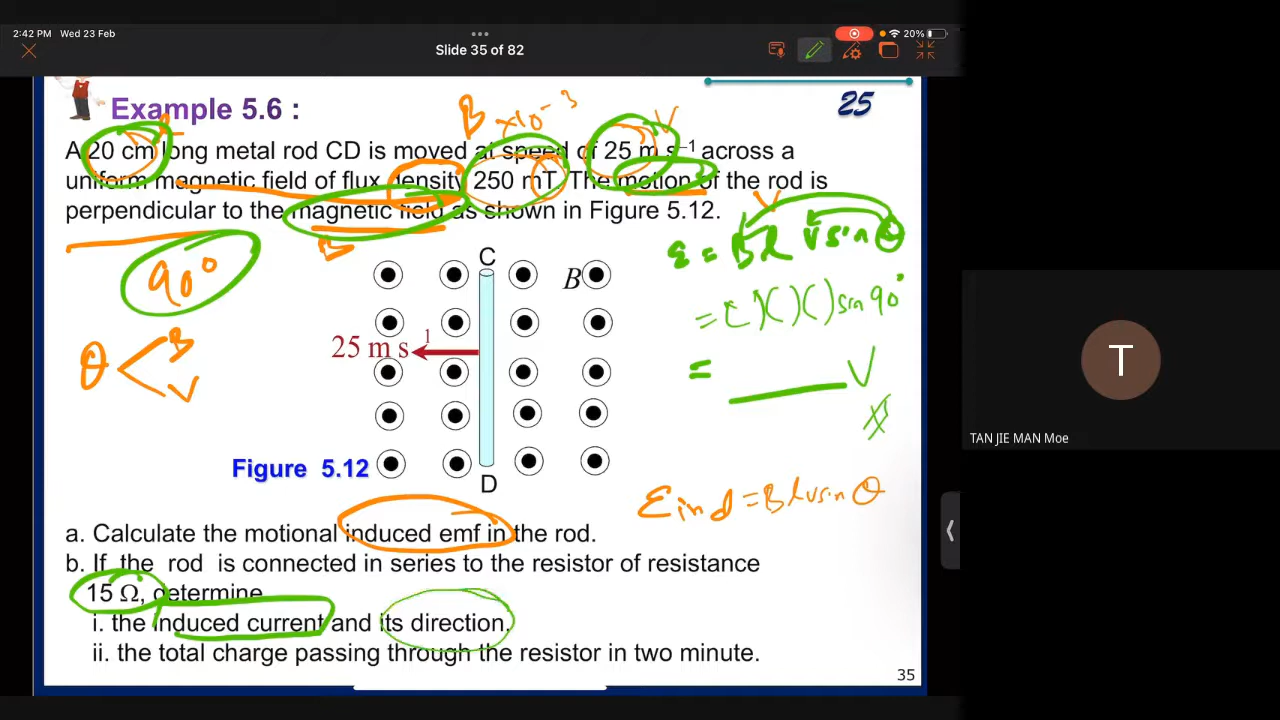 2:42 PM Wed 23 Feb
20%
Slide 35 of 82
25
Example 5.6 :
B ×10⁻³
V
A 20 cm long metal rod CD is moved at speed of 25 m s⁻¹ across a
uniform magnetic field of flux density 250 mT. The motion of the rod is
perpendicular to the magnetic field as shown in Figure 5.12.
V
B
90°
ε = Bl v sin θ
= ( )( )( ) sin 90°
= ____ V
θ < B
V
C
B
25 m s⁻¹
D
Figure 5.12
Eind = Blvsin θ
a. Calculate the motional induced emf in the rod.
b. If the rod is connected in series to the resistor of resistance
15 Ω, determine
i. the induced current and its direction.
ii. the total charge passing through the resistor in two minute.
35
T
TAN JIE MAN Moe